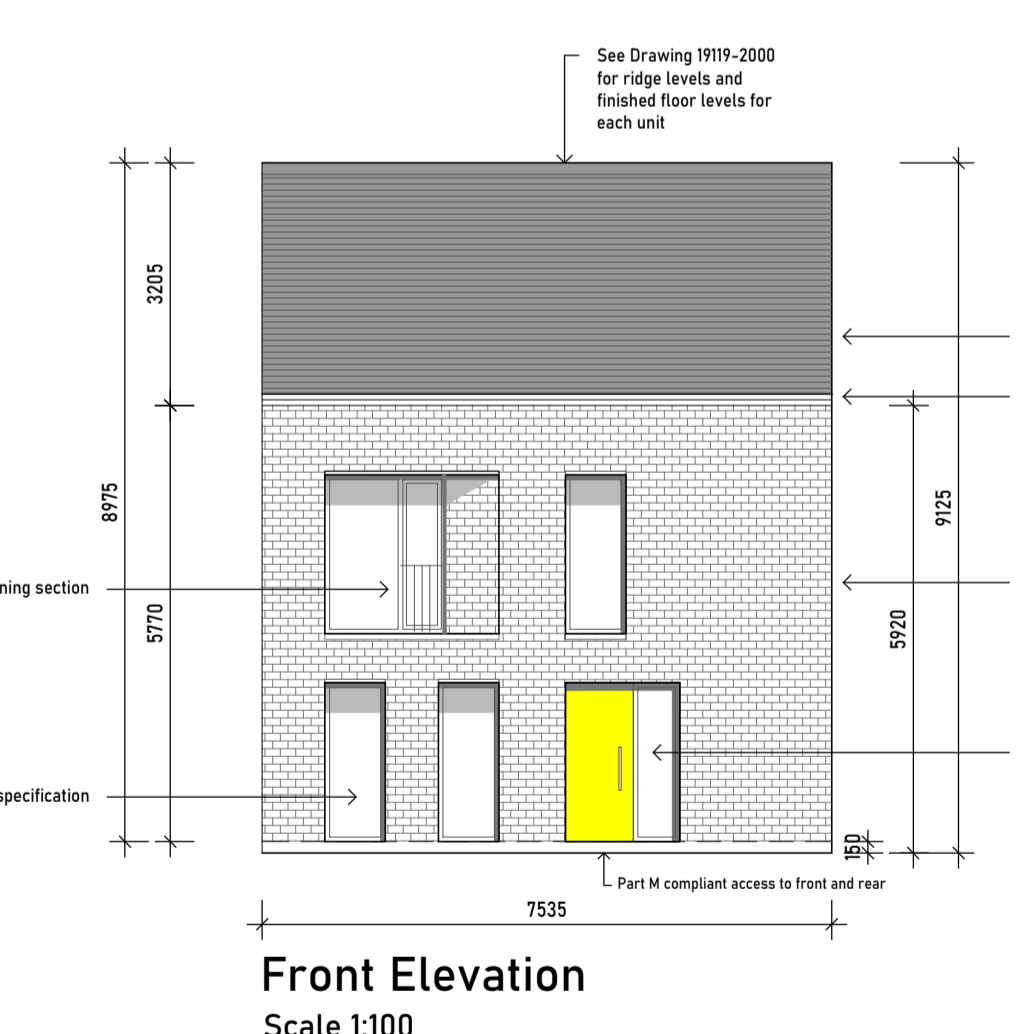 See Drawing 19119-2000
for ridge levels and
finished floor levels for
each unit
3205
8975
9125
ning section
5770
5920
specification
150
Part M compliant access to front and rear
7535
Front Elevation
Scale 1:100